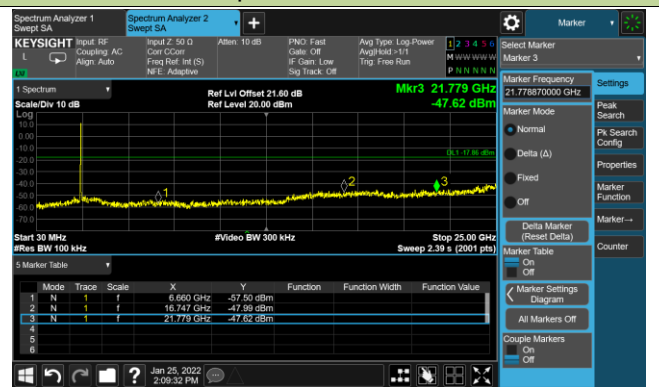 Spectrum Analyzer 1
Swept SA
Spectrum Analyzer 2
Swept SA
Marker
KEYSIGHT
L
Input: RF
Coupling: AC
Align: Auto
Input Z: 50 Ω
Corr CCorr
Freq Ref: Int (S)
NFE: Adaptive
Atten: 10 dB
PNO: Fast
Gate: Off
IF Gain: Low
Sig Track: Off
Avg Type: Log-Power
Avg|Hold:>1/1
Trig: Free Run
1 2 3 4 5 6
M W W W W W
P N N N N N
Select Marker
Marker 3
Marker Frequency
21.778870000 GHz
Marker Mode
Normal
Delta (Δ)
Fixed
Off
Delta Marker
(Reset Delta)
Marker Table
On
Off
Marker Settings
Diagram
All Markers Off
Couple Markers
On
Off
Settings
Peak
Search
Pk Search
Config
Properties
Marker
Function
Marker→
Counter
1 Spectrum
Scale/Div 10 dB
Log
Ref Lvl Offset 21.60 dB
Ref Level 20.00 dBm
Mkr3 21.779 GHz
-47.62 dBm
10.0
0.00
-10.0
-20.0
-30.0
-40.0
-50.0
-60.0
-70.0
DL1 -17.86 dBm
1
2
3
Start 30 MHz
#Res BW 100 kHz
#Video BW 300 kHz
Stop 25.00 GHz
Sweep 2.39 s (2001 pts)
5 Marker Table
Mode Trace Scale X Y Function Function Width Function Value
1 N 1 f 6.660 GHz -57.50 dBm
2 N 1 f 16.747 GHz -47.99 dBm
3 N 1 f 21.779 GHz -47.62 dBm
4
5
6
Jan 25, 2022
2:09:32 PM